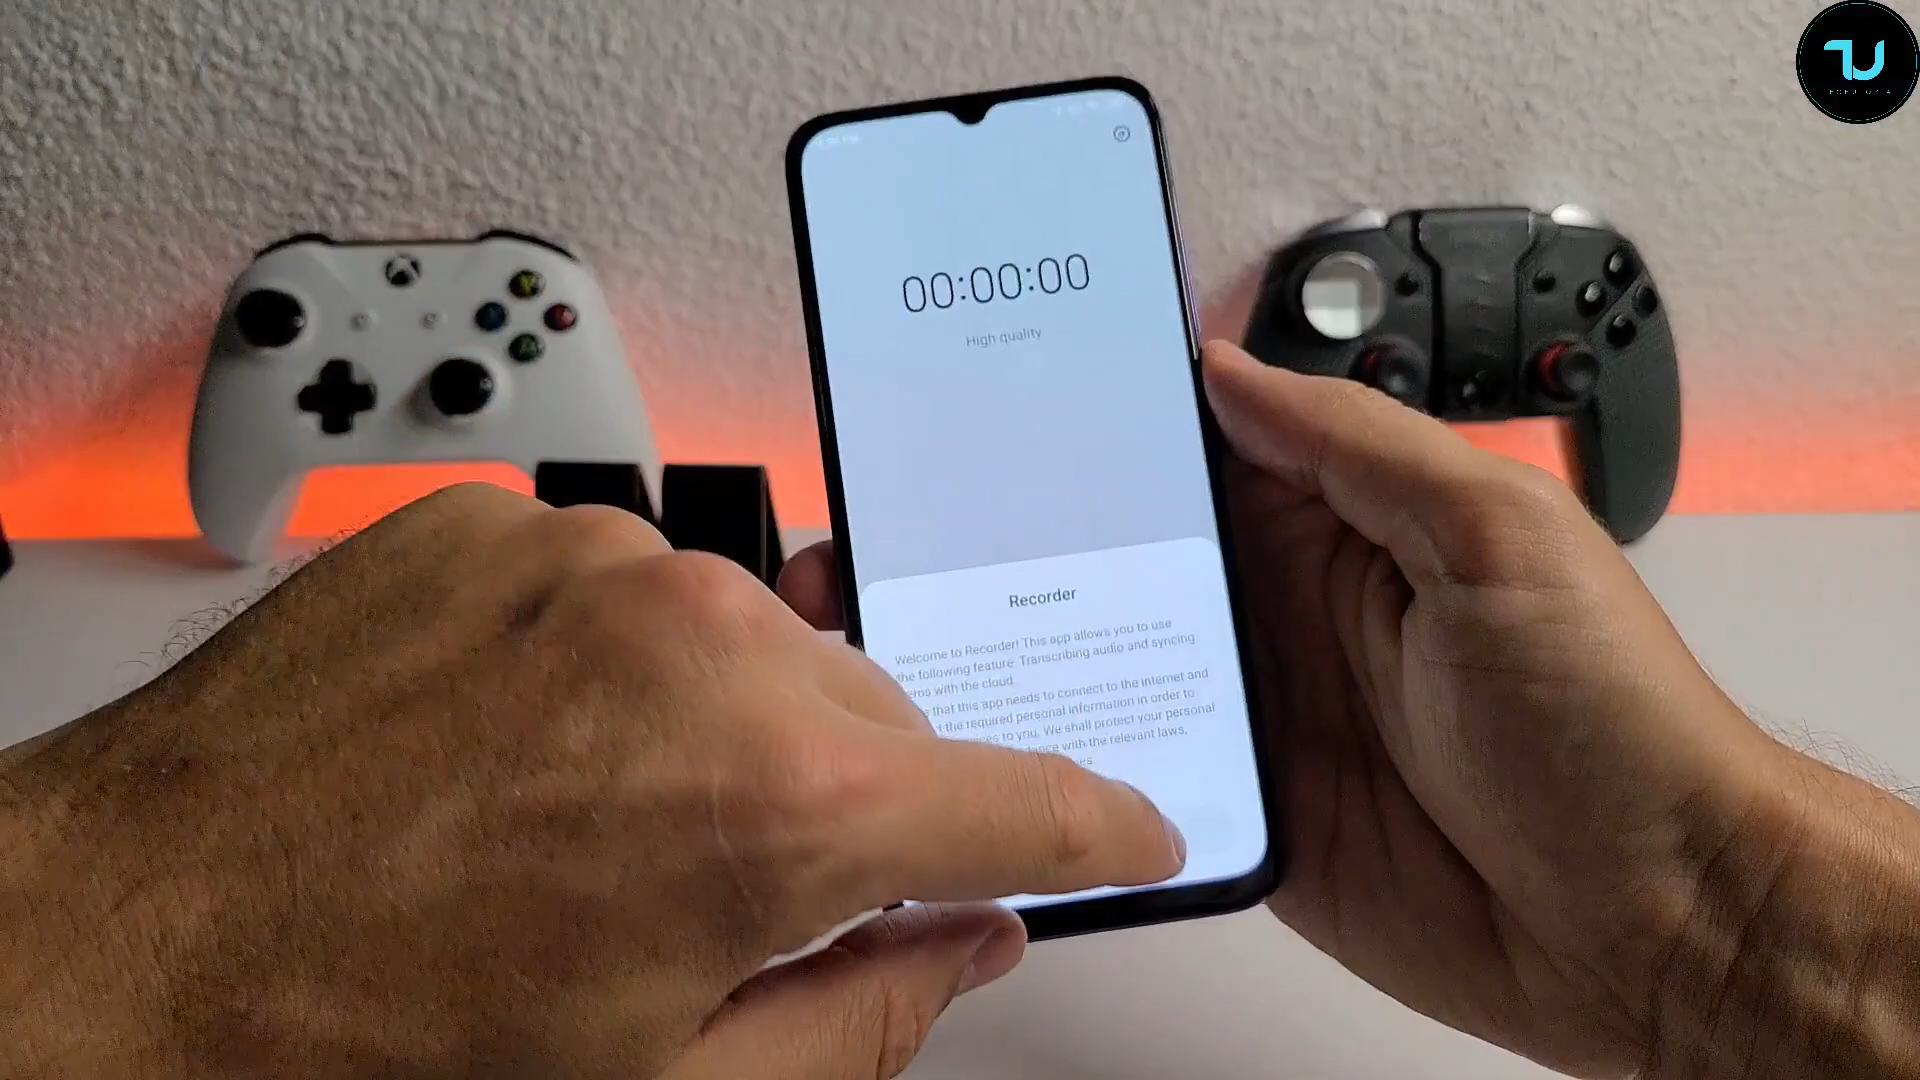 00:00:00
High quality
Recorder
Welcome to Recorder! This app allows you to use
the following feature: Transcribing audio and syncing
with the cloud.
that this app needs to connect to the internet and
the required personal information in order to
to you. We shall protect your personal
with the relevant laws,